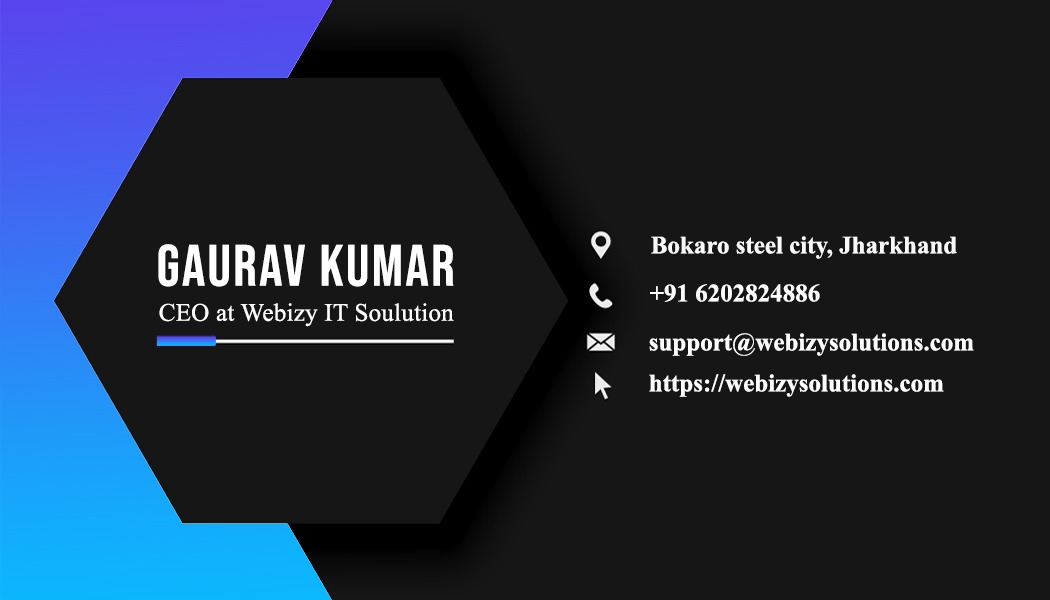 GAURAV KUMAR
CEO at Webizy IT Soulution
Bokaro steel city, Jharkhand
+91 6202824886
support@webizysolutions.com
https://webizysolutions.com